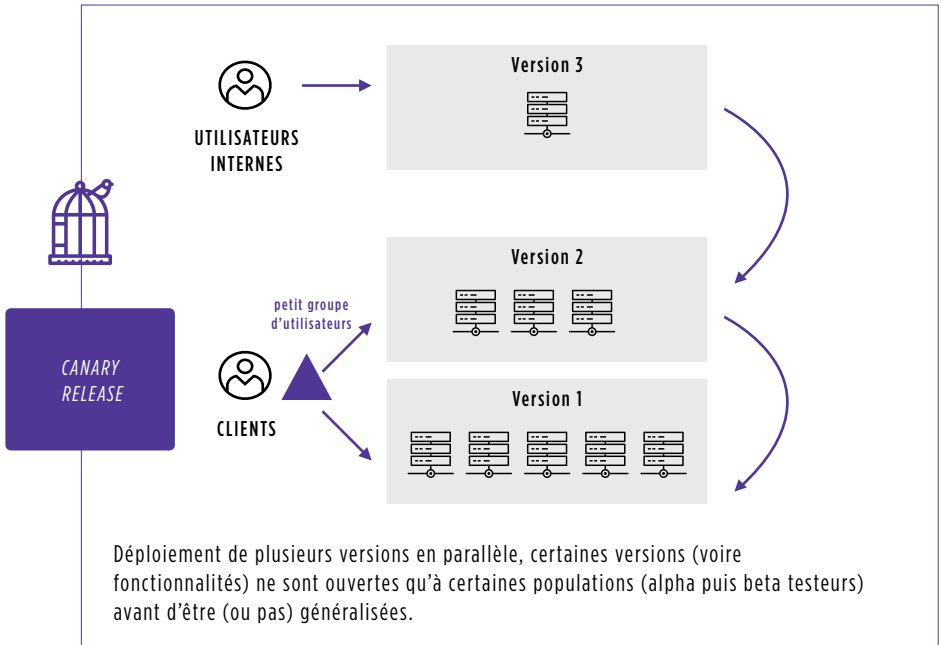 Version 3
UTILISATEURS
INTERNES
Version 2
petit groupe
d'utilisateurs
CANARY
RELEASE
CLIENTS
Version 1
Déploiement de plusieurs versions en parallèle, certaines versions (voire
fonctionnalités) ne sont ouvertes qu'à certaines populations (alpha puis beta testeurs)
avant d'être (ou pas) généralisées.